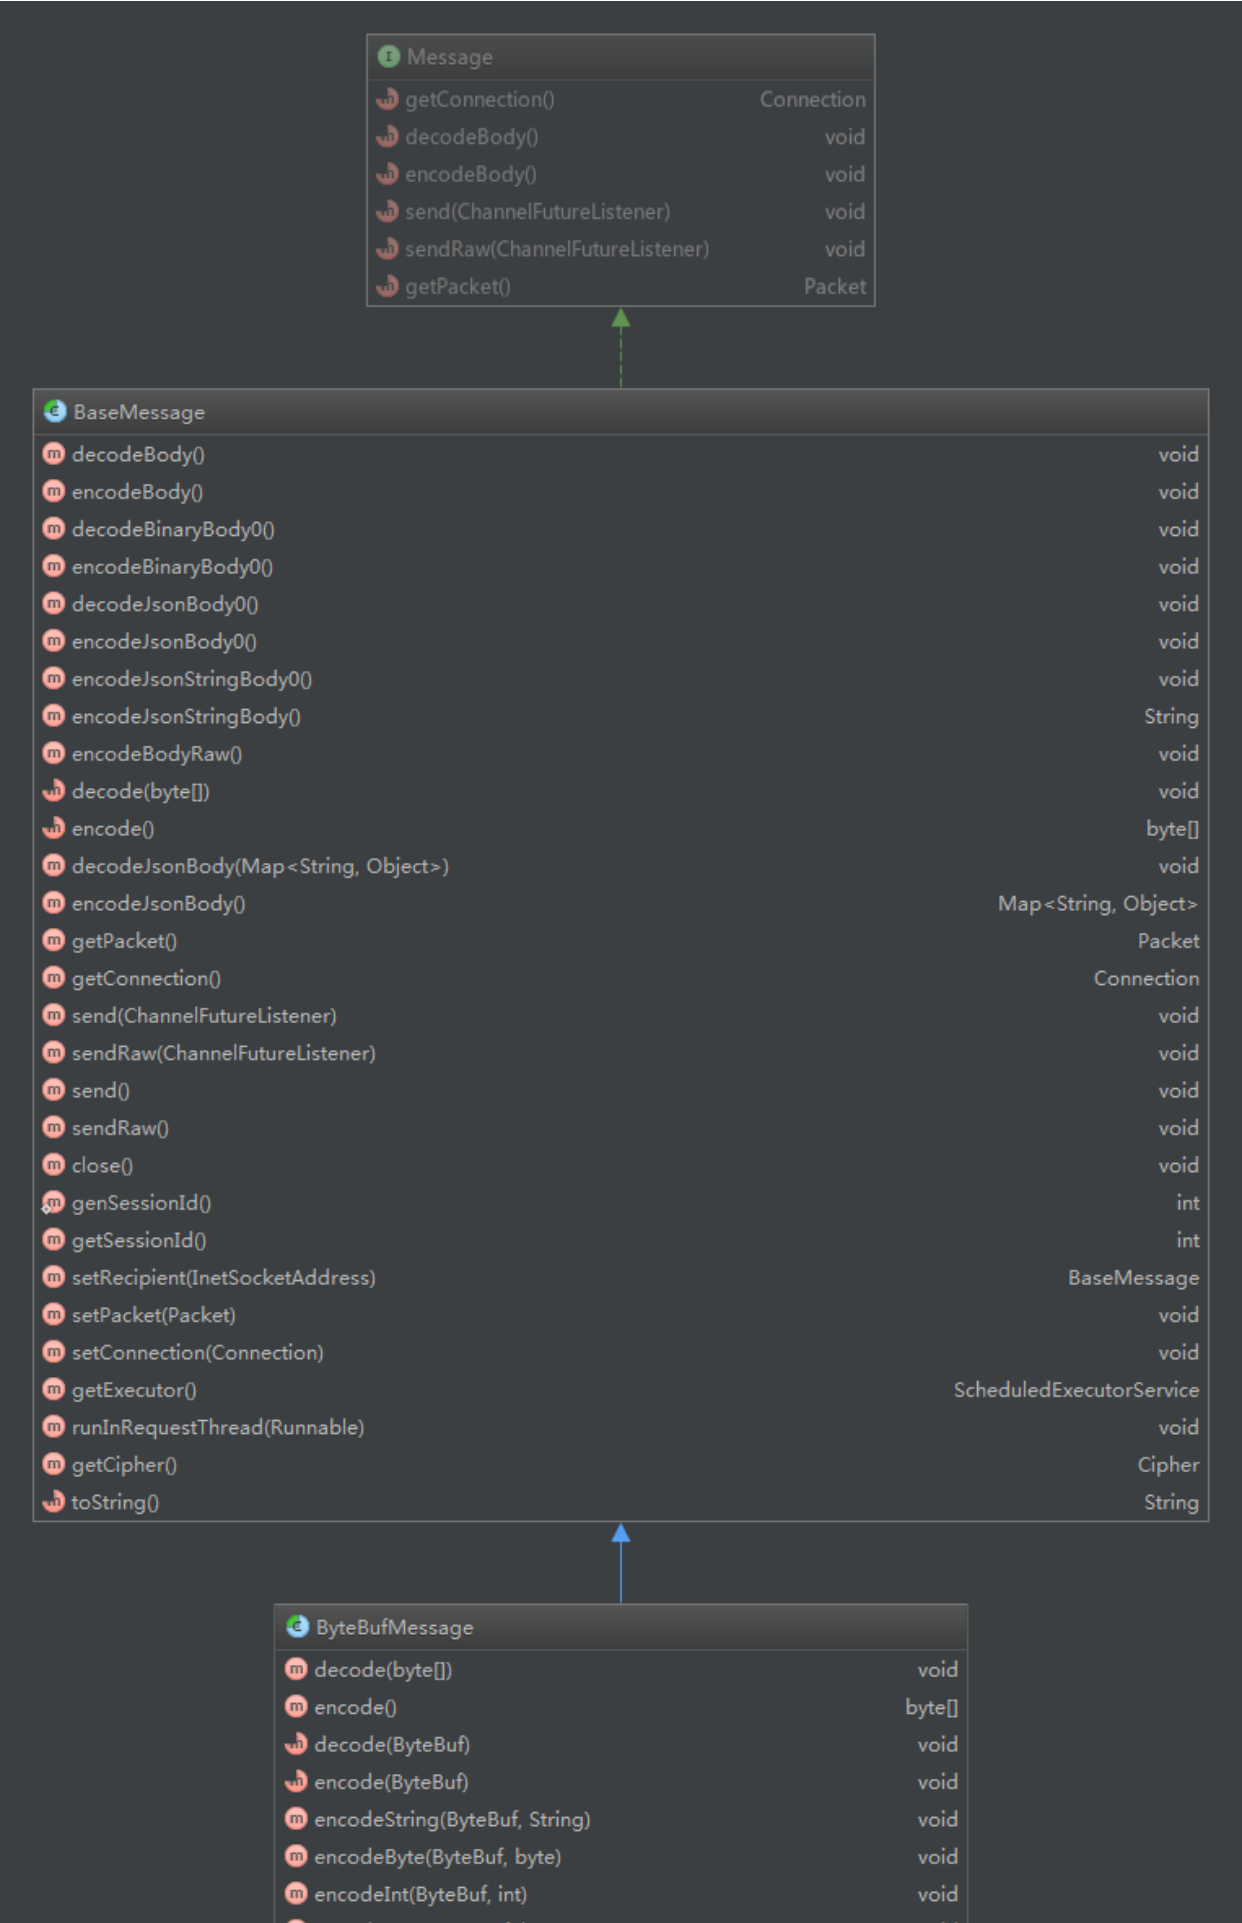 Message
getConnection() Connection
decodeBody() void
encodeBody() void
send(ChannelFutureListener) void
sendRaw(ChannelFutureListener) void
getPacket() Packet
BaseMessage
decodeBody() void
encodeBody() void
decodeBinaryBody0() void
encodeBinaryBody0() void
decodeJsonBody0() void
encodeJsonBody0() void
encodeJsonStringBody0() void
encodeJsonStringBody() String
encodeBodyRaw() void
decode(byte[]) void
encode() byte[]
decodeJsonBody(Map<String, Object>) void
encodeJsonBody() Map<String, Object>
getPacket() Packet
getConnection() Connection
send(ChannelFutureListener) void
sendRaw(ChannelFutureListener) void
send() void
sendRaw() void
close() void
genSessionId() int
getSessionId() int
setRecipient(InetSocketAddress) BaseMessage
setPacket(Packet) void
setConnection(Connection) void
getExecutor() ScheduledExecutorService
runInRequestThread(Runnable) void
getCipher() Cipher
toString() String
ByteBufMessage
decode(byte[]) void
encode() byte[]
decode(ByteBuf) void
encode(ByteBuf) void
encodeString(ByteBuf, String) void
encodeByte(ByteBuf, byte) void
encodeInt(ByteBuf, int) void